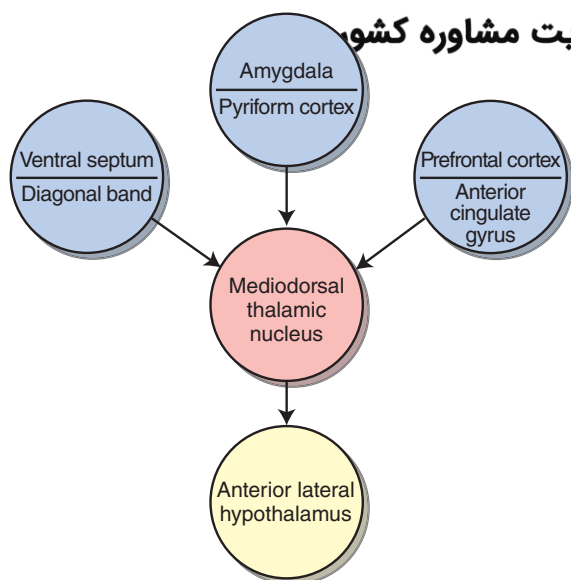 مشاوره کشور
Amygdala
Pyriform cortex
Ventral septum
Diagonal band
Prefrontal cortex
Anterior
cingulate
gyrus
Mediodorsal
thalamic
nucleus
Anterior lateral
hypothalamus